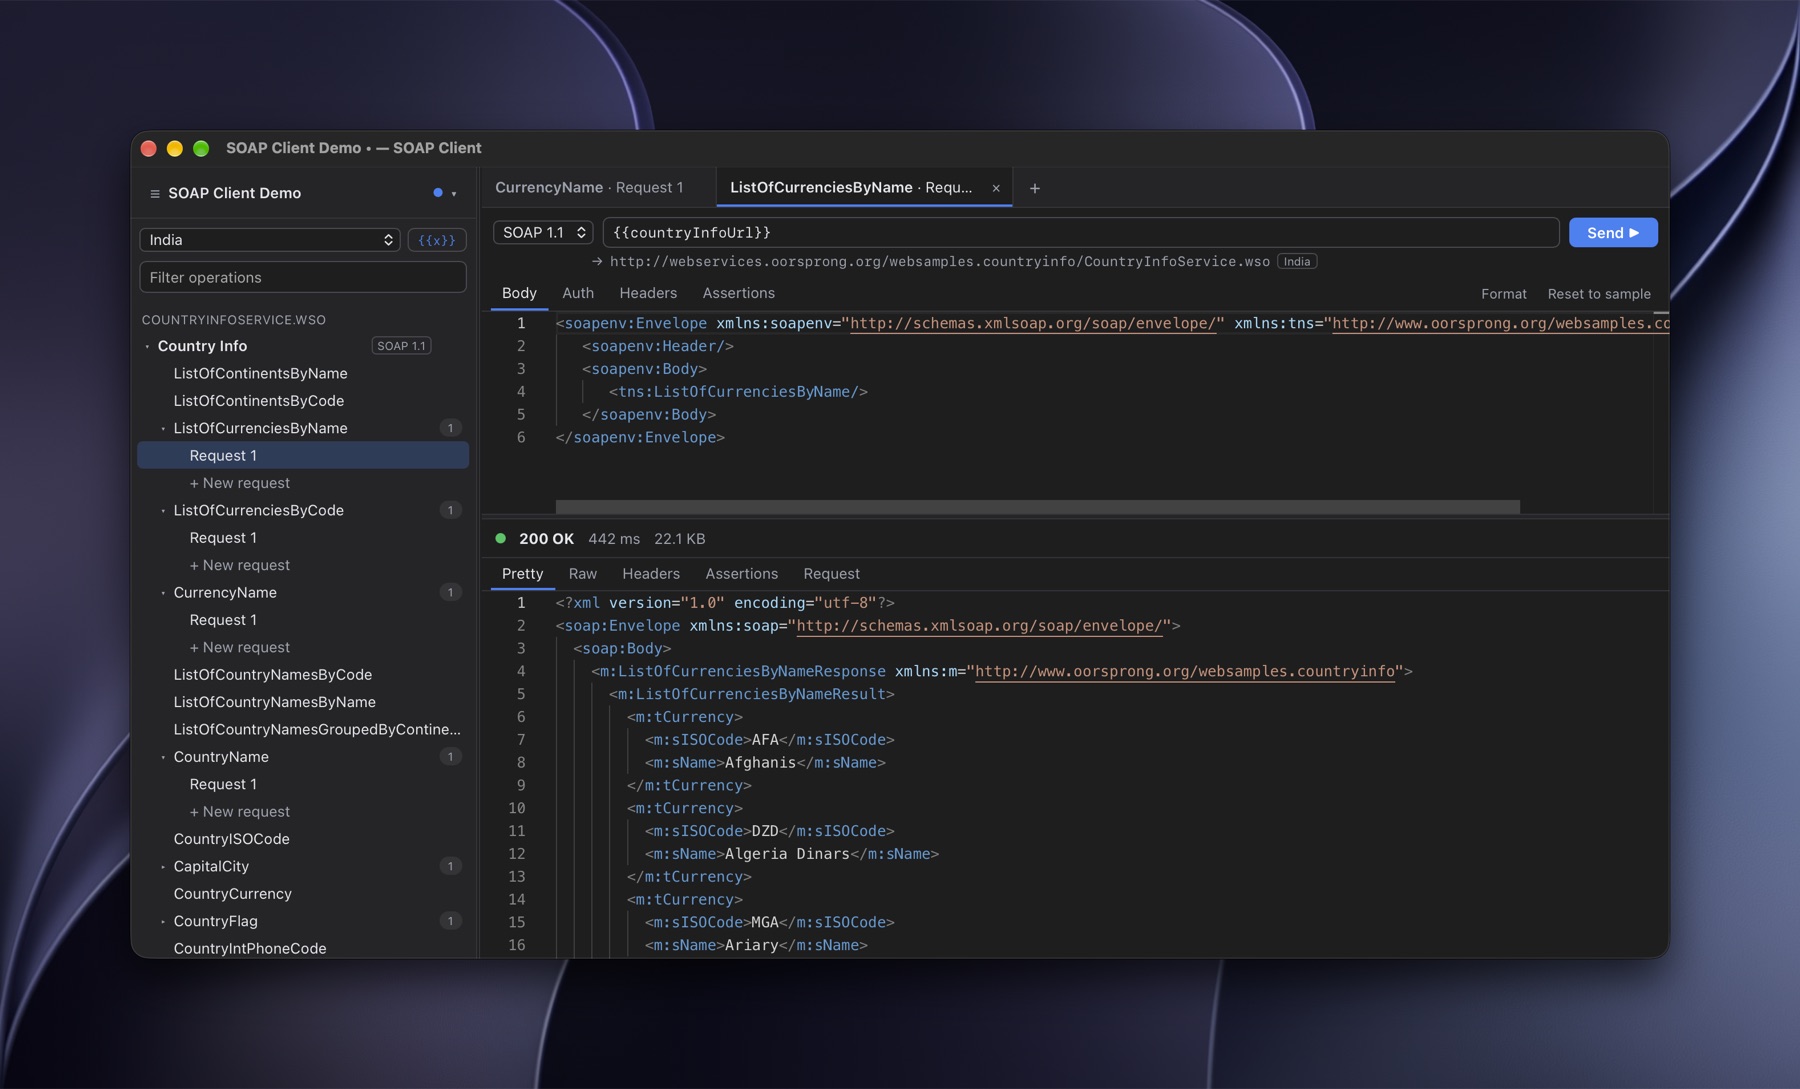 SOAP Client Demo • — SOAP Client
≡ SOAP Client Demo
India
{{x}}
Filter operations
COUNTRYINFOSERVICE.WSO
Country Info SOAP 1.1
ListOfContinentsByName
ListOfContinentsByCode
ListOfCurrenciesByName 1
Request 1
+ New request
ListOfCurrenciesByCode 1
Request 1
+ New request
CurrencyName 1
Request 1
+ New request
ListOfCountryNamesByCode
ListOfCountryNamesByName
ListOfCountryNamesGroupedByContine...
CountryName 1
Request 1
+ New request
CountryISOCode
CapitalCity 1
CountryCurrency
CountryFlag 1
CountryIntPhoneCode
CurrencyName · Request 1
ListOfCurrenciesByName · Requ... × +
SOAP 1.1 {{countryInfoUrl}} Send ▶
→ http://webservices.oorsprong.org/websamples.countryinfo/CountryInfoService.wso India
Body Auth Headers Assertions Format Reset to sample
1 <soapenv:Envelope xmlns:soapenv="http://schemas.xmlsoap.org/soap/envelope/" xmlns:tns="http://www.oorsprong.org/websamples.co
2 <soapenv:Header/>
3 <soapenv:Body>
4 <tns:ListOfCurrenciesByName/>
5 </soapenv:Body>
6 </soapenv:Envelope>
200 OK 442 ms 22.1 KB
Pretty Raw Headers Assertions Request
1 <?xml version="1.0" encoding="utf-8"?>
2 <soap:Envelope xmlns:soap="http://schemas.xmlsoap.org/soap/envelope/">
3 <soap:Body>
4 <m:ListOfCurrenciesByNameResponse xmlns:m="http://www.oorsprong.org/websamples.countryinfo">
5 <m:ListOfCurrenciesByNameResult>
6 <m:tCurrency>
7 <m:sISOCode>AFA</m:sISOCode>
8 <m:sName>Afghanis</m:sName>
9 </m:tCurrency>
10 <m:tCurrency>
11 <m:sISOCode>DZD</m:sISOCode>
12 <m:sName>Algeria Dinars</m:sName>
13 </m:tCurrency>
14 <m:tCurrency>
15 <m:sISOCode>MGA</m:sISOCode>
16 <m:sName>Ariary</m:sName>